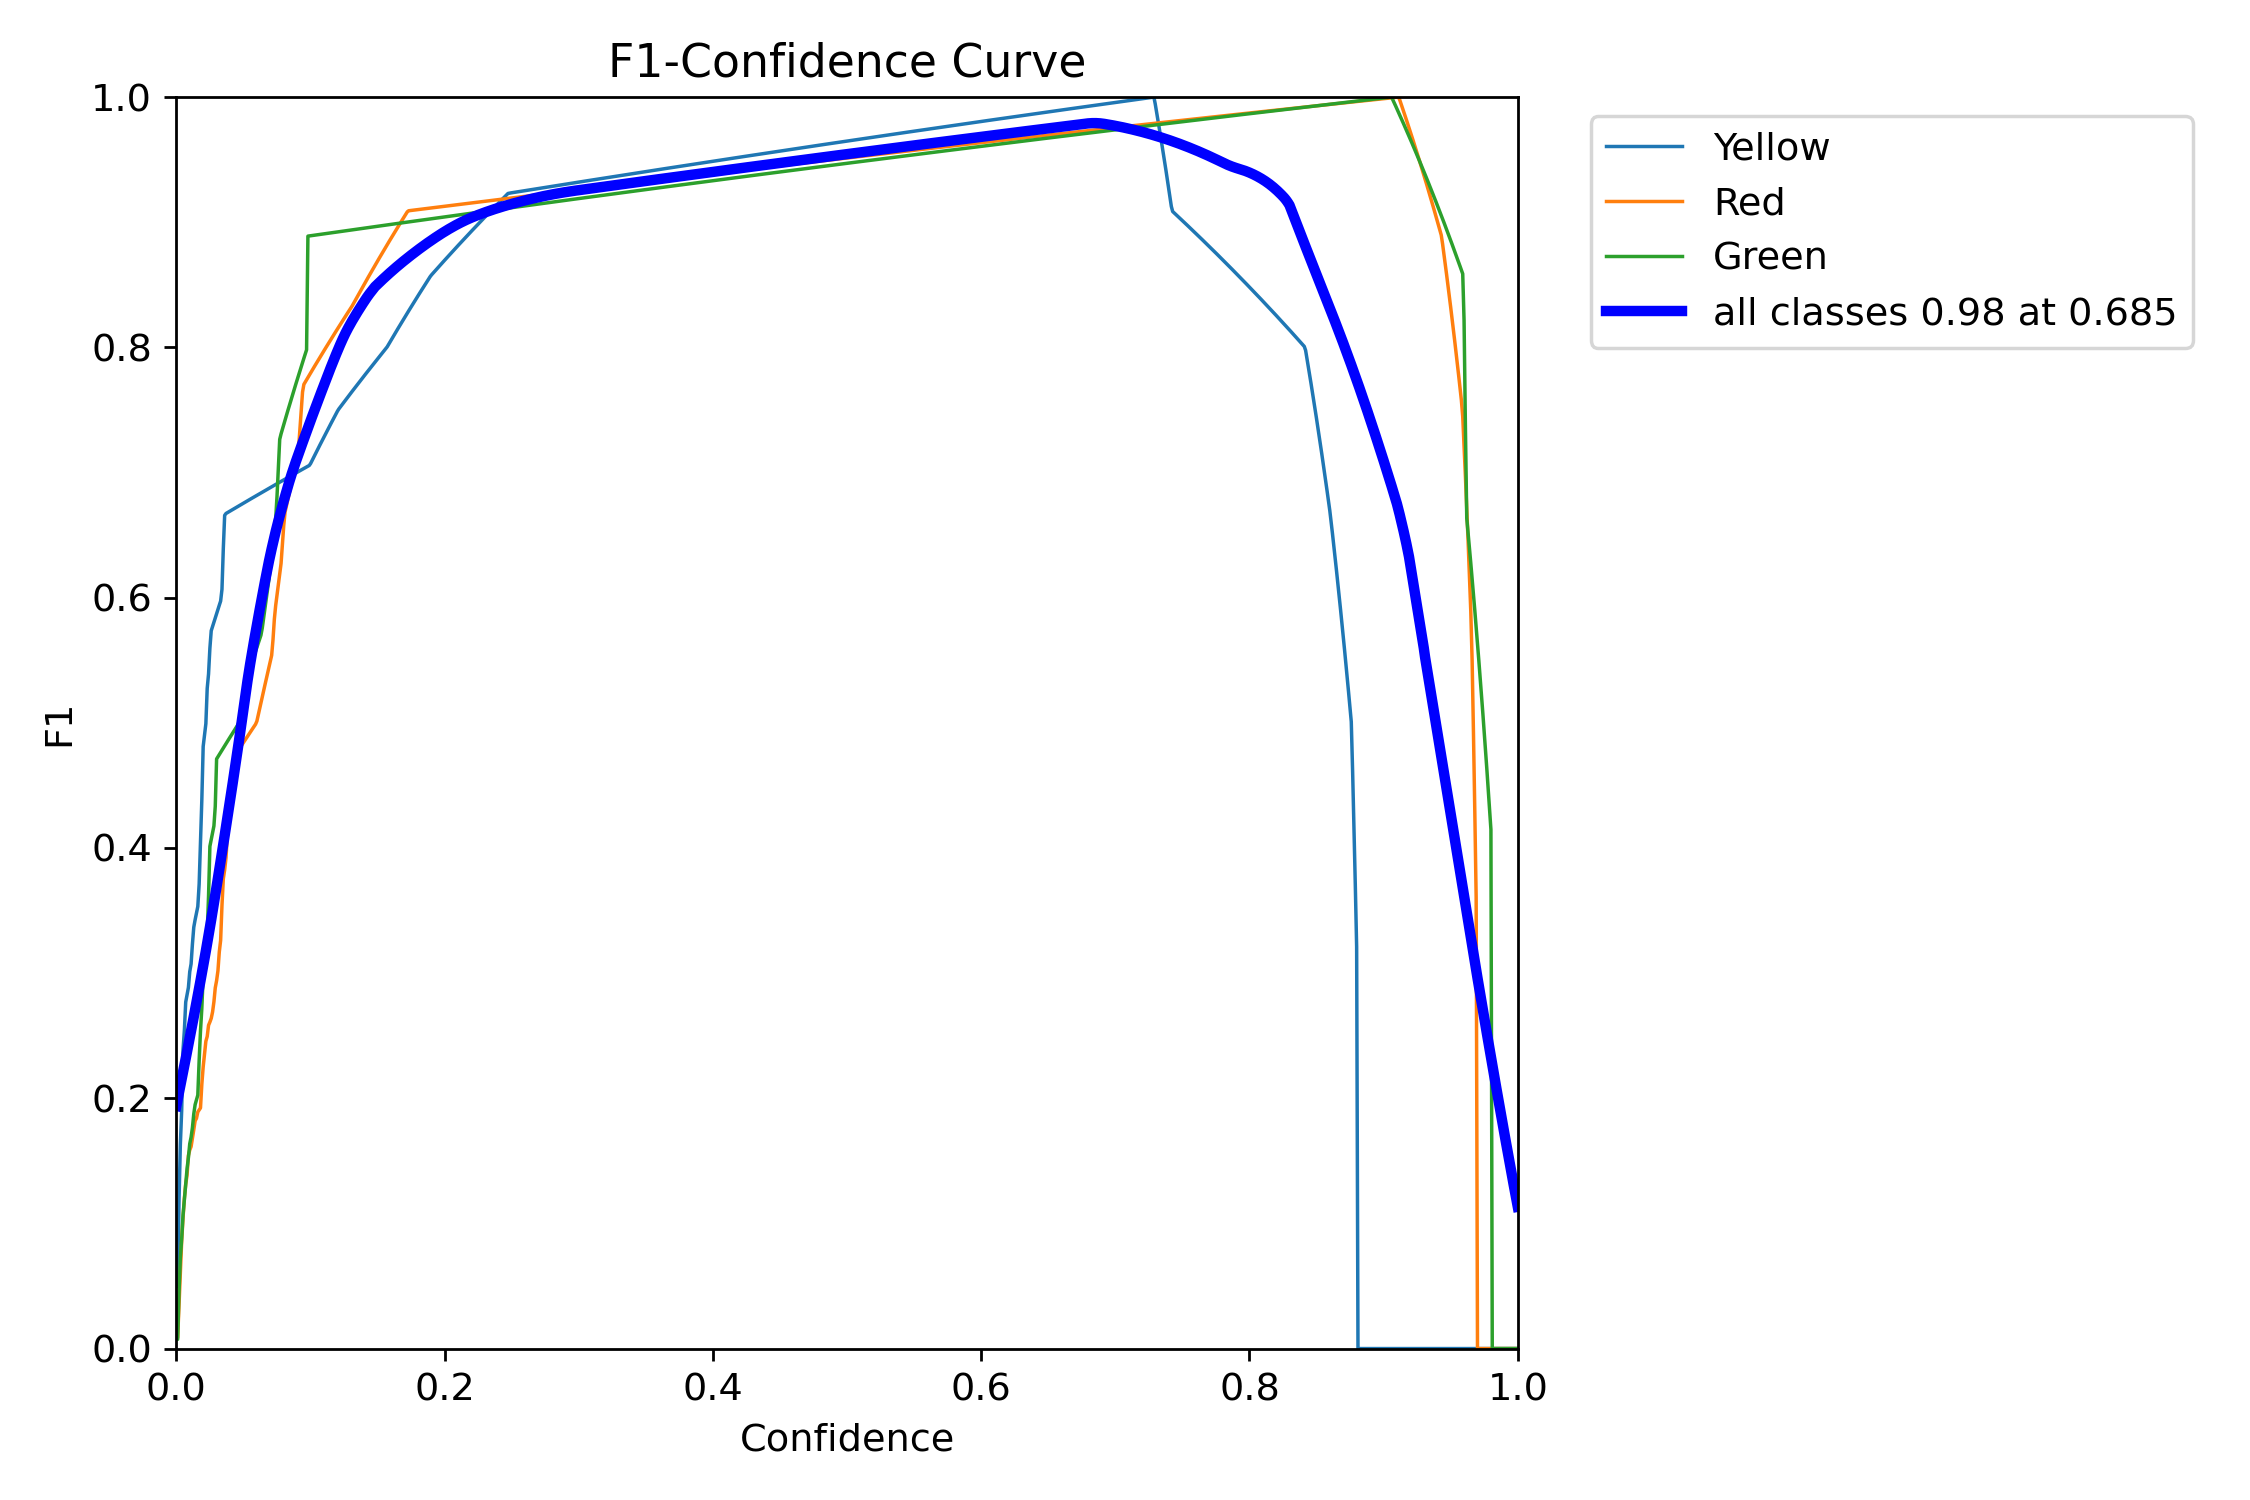 F1-Confidence Curve
1.0
0.8
0.6
0.4
0.2
0.0
F1
0.0 0.2 0.4 0.6 0.8 1.0
Confidence
Yellow
Red
Green
all classes 0.98 at 0.685